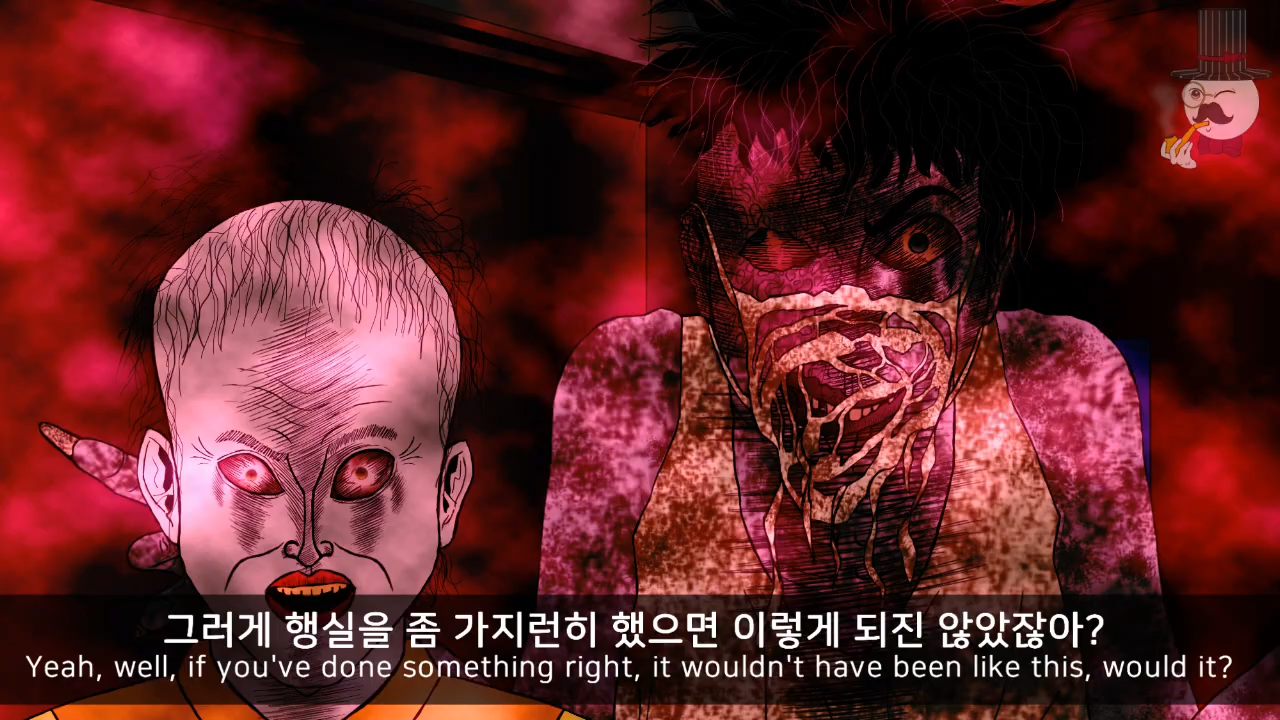 그러게 행실을 좀 가지런히 했으면 이렇게 되진 않았잖아?
Yeah, well, if you've done something right, it wouldn't have been like this, would it?